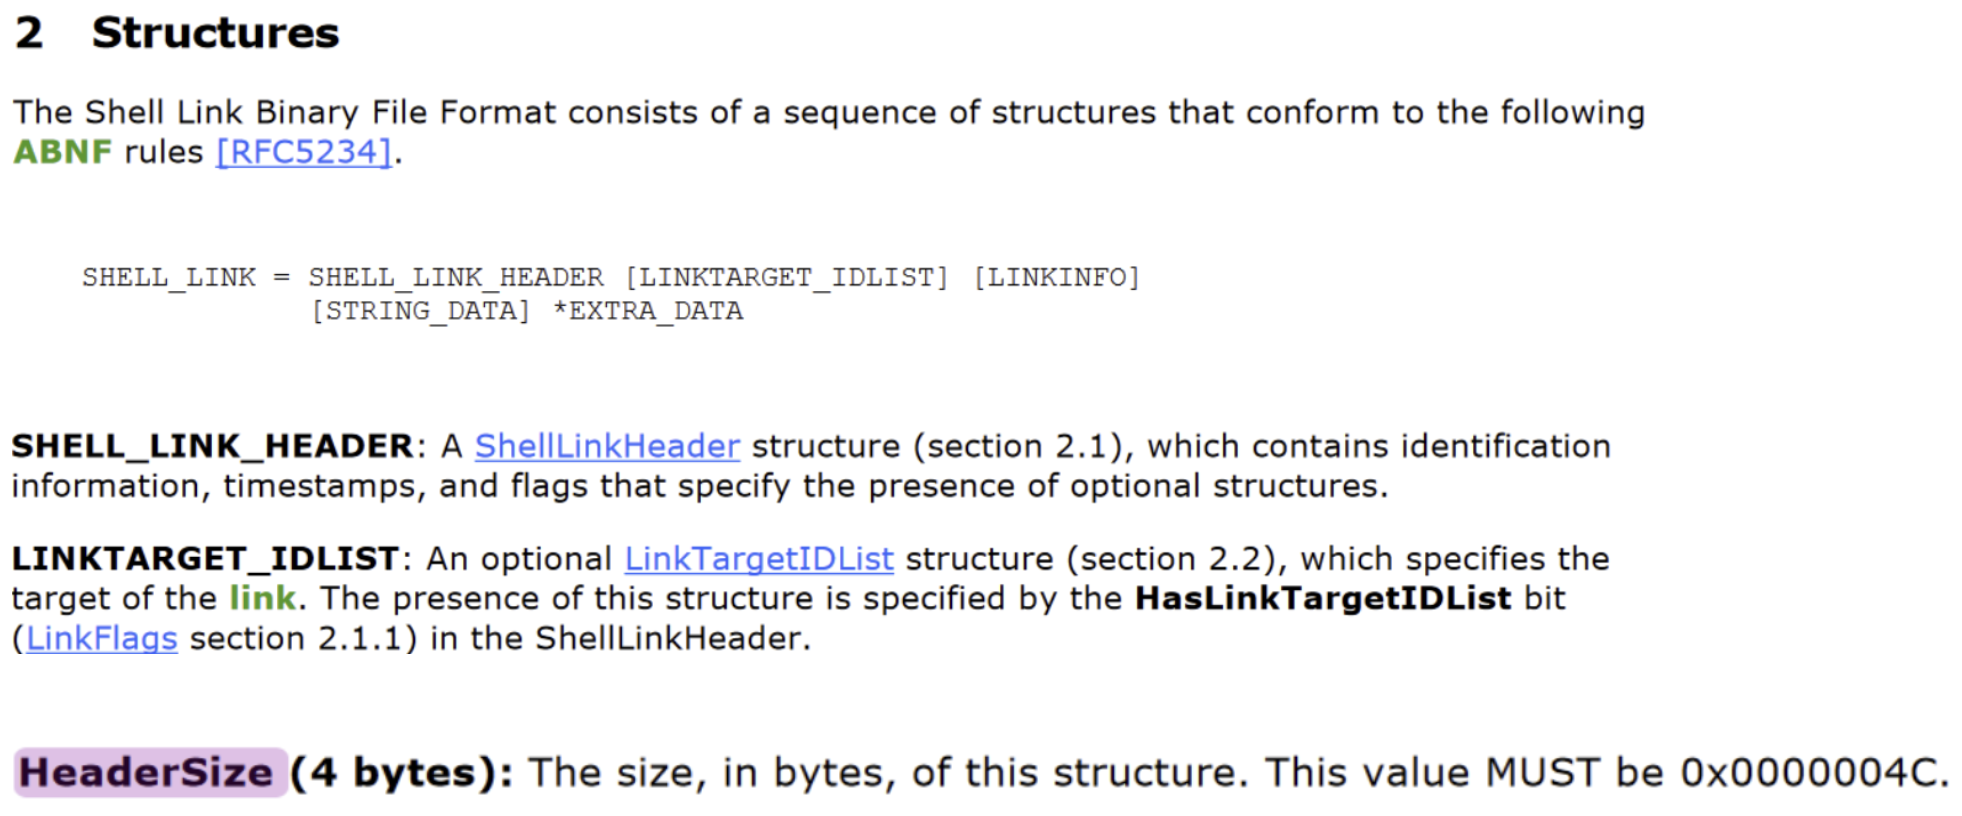 2 Structures
The Shell Link Binary File Format consists of a sequence of structures that conform to the following
ABNF rules [RFC5234].
SHELL_LINK = SHELL_LINK_HEADER [LINKTARGET_IDLIST] [LINKINFO]
[STRING_DATA] *EXTRA_DATA
SHELL_LINK_HEADER: A ShellLinkHeader structure (section 2.1), which contains identification
information, timestamps, and flags that specify the presence of optional structures.
LINKTARGET_IDLIST: An optional LinkTargetIDList structure (section 2.2), which specifies the
target of the link. The presence of this structure is specified by the HasLinkTargetIDList bit
(LinkFlags section 2.1.1) in the ShellLinkHeader.
HeaderSize (4 bytes): The size, in bytes, of this structure. This value MUST be 0x0000004C.